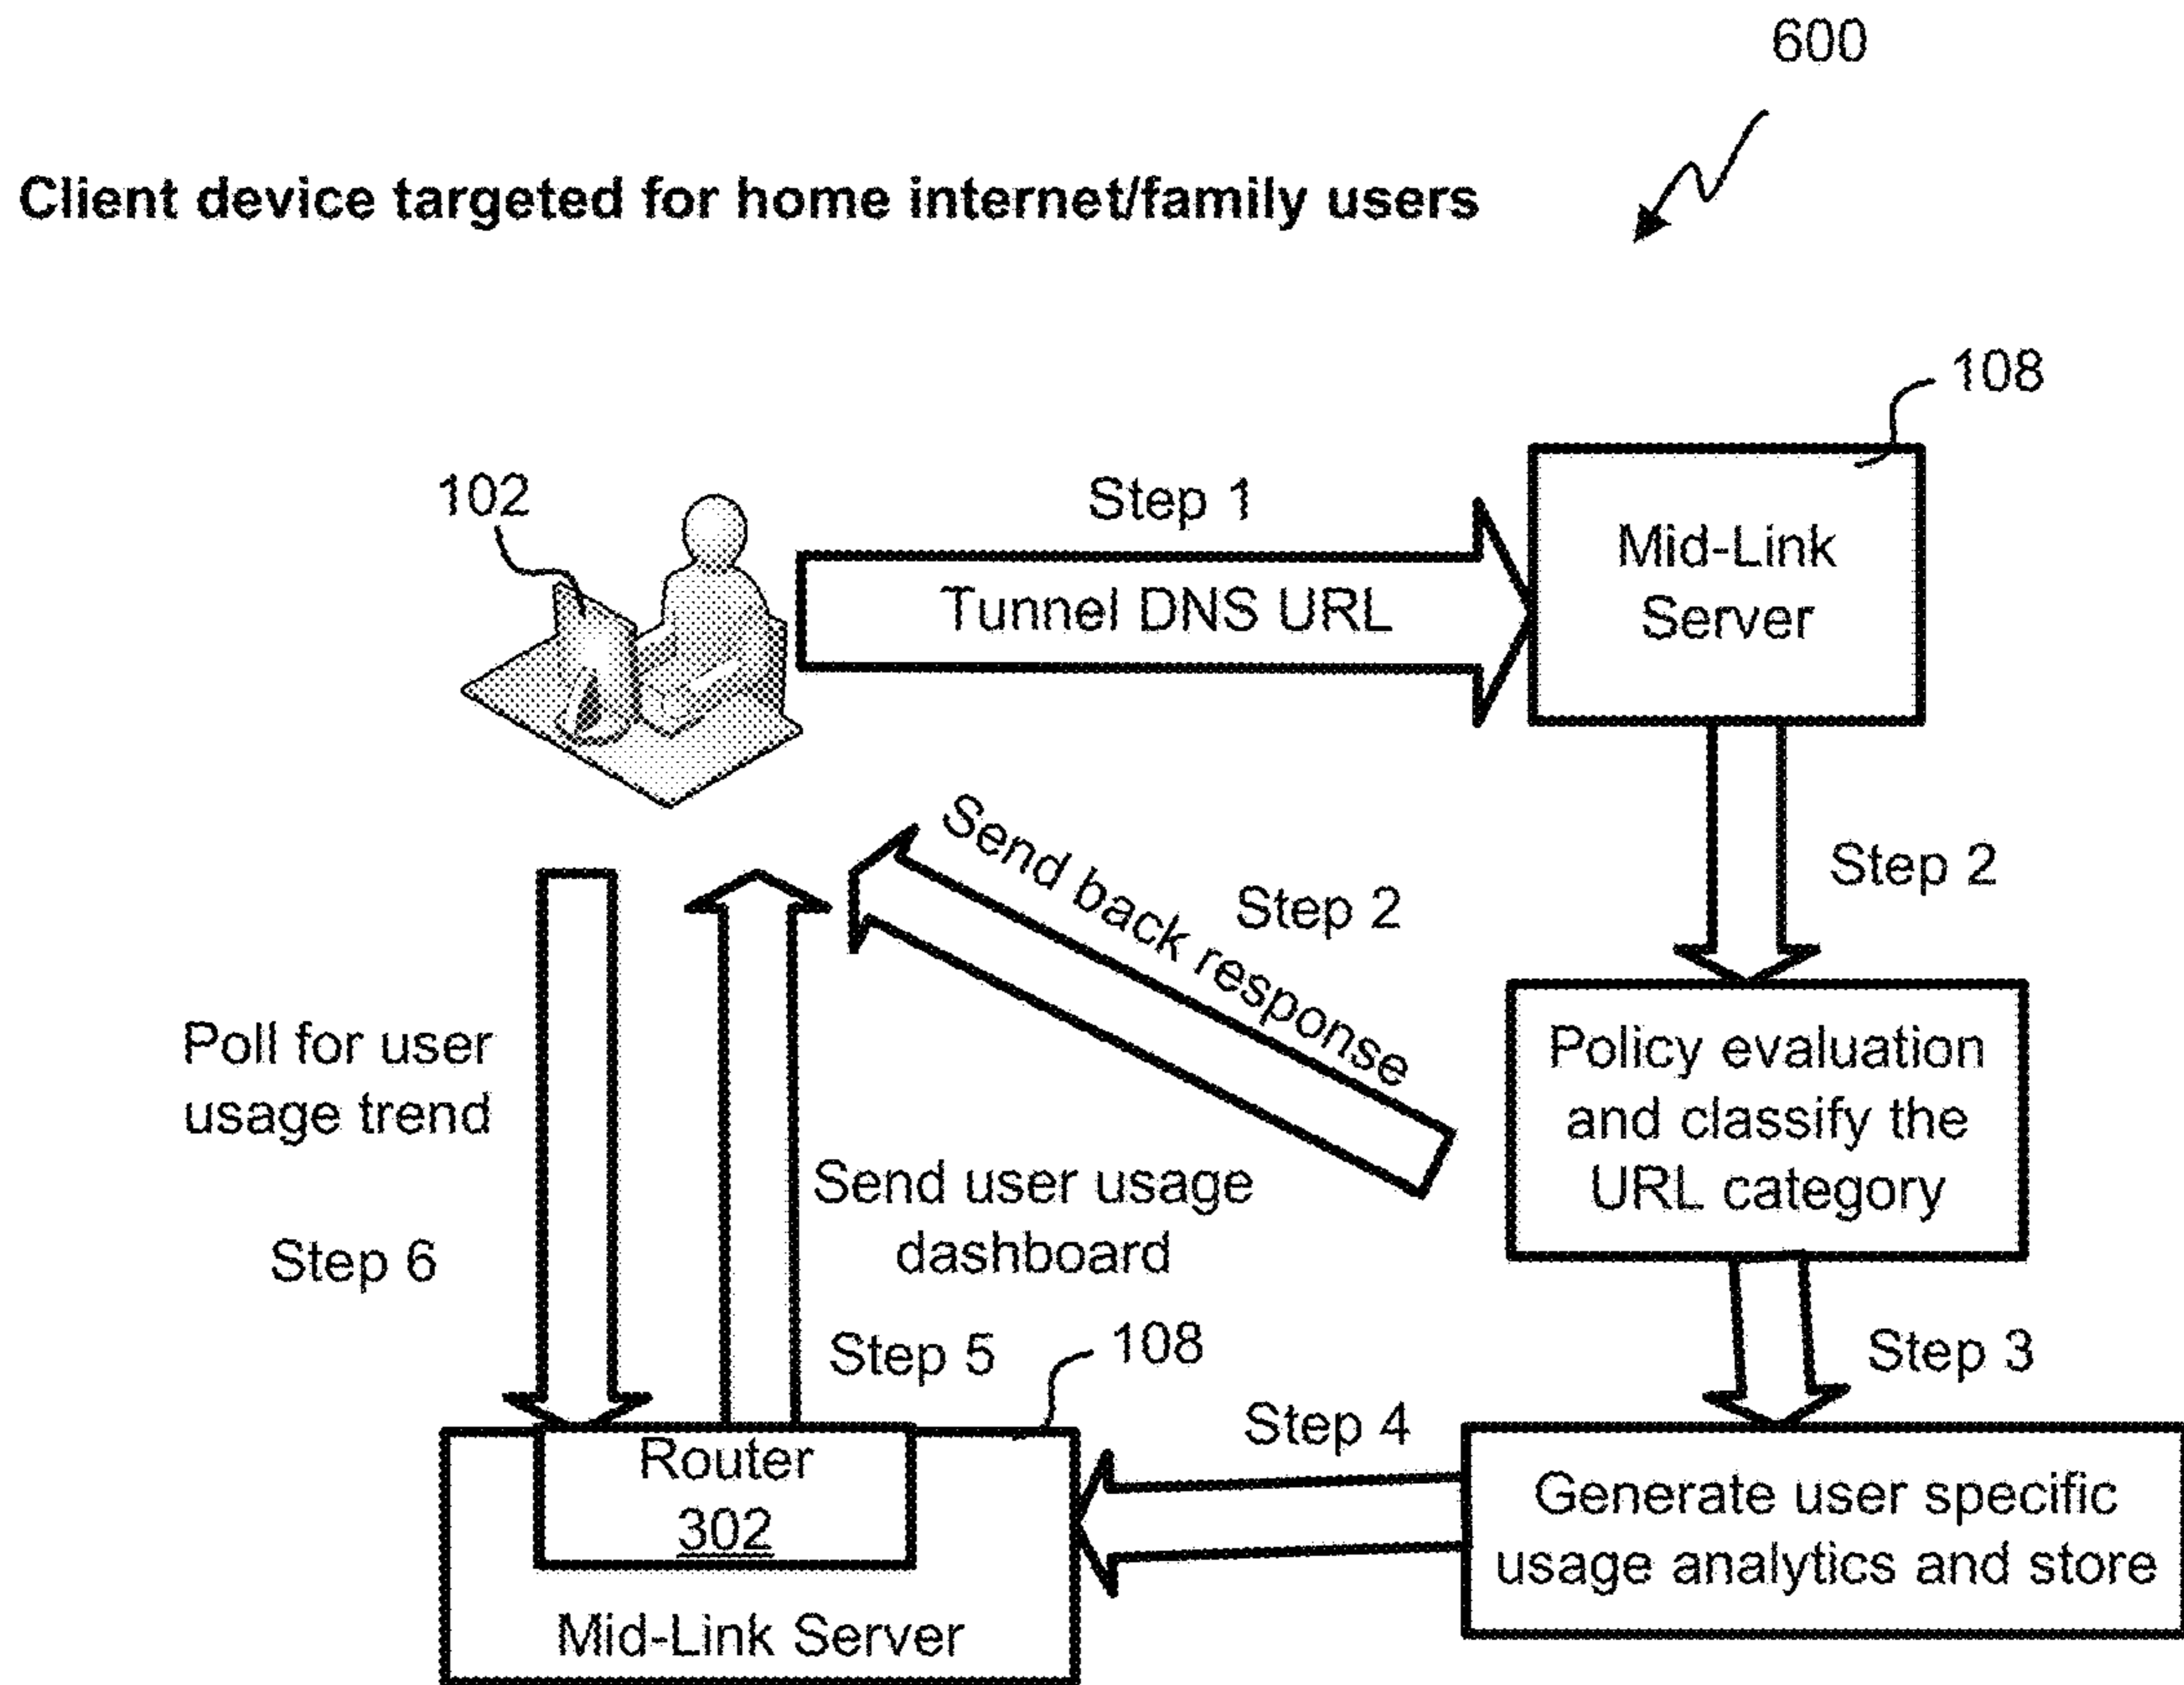 600
Client device targeted for home internet/family users
108
102
Step 1
Tunnel DNS URL
Mid-Link
Server
Step 2
Send back response
Step 2
Policy evaluation
and classify the
URL category
Poll for user
usage trend
Step 6
Send user usage
dashboard
Step 5
108
Step 3
Step 4
Router
302
Mid-Link Server
Generate user specific
usage analytics and store